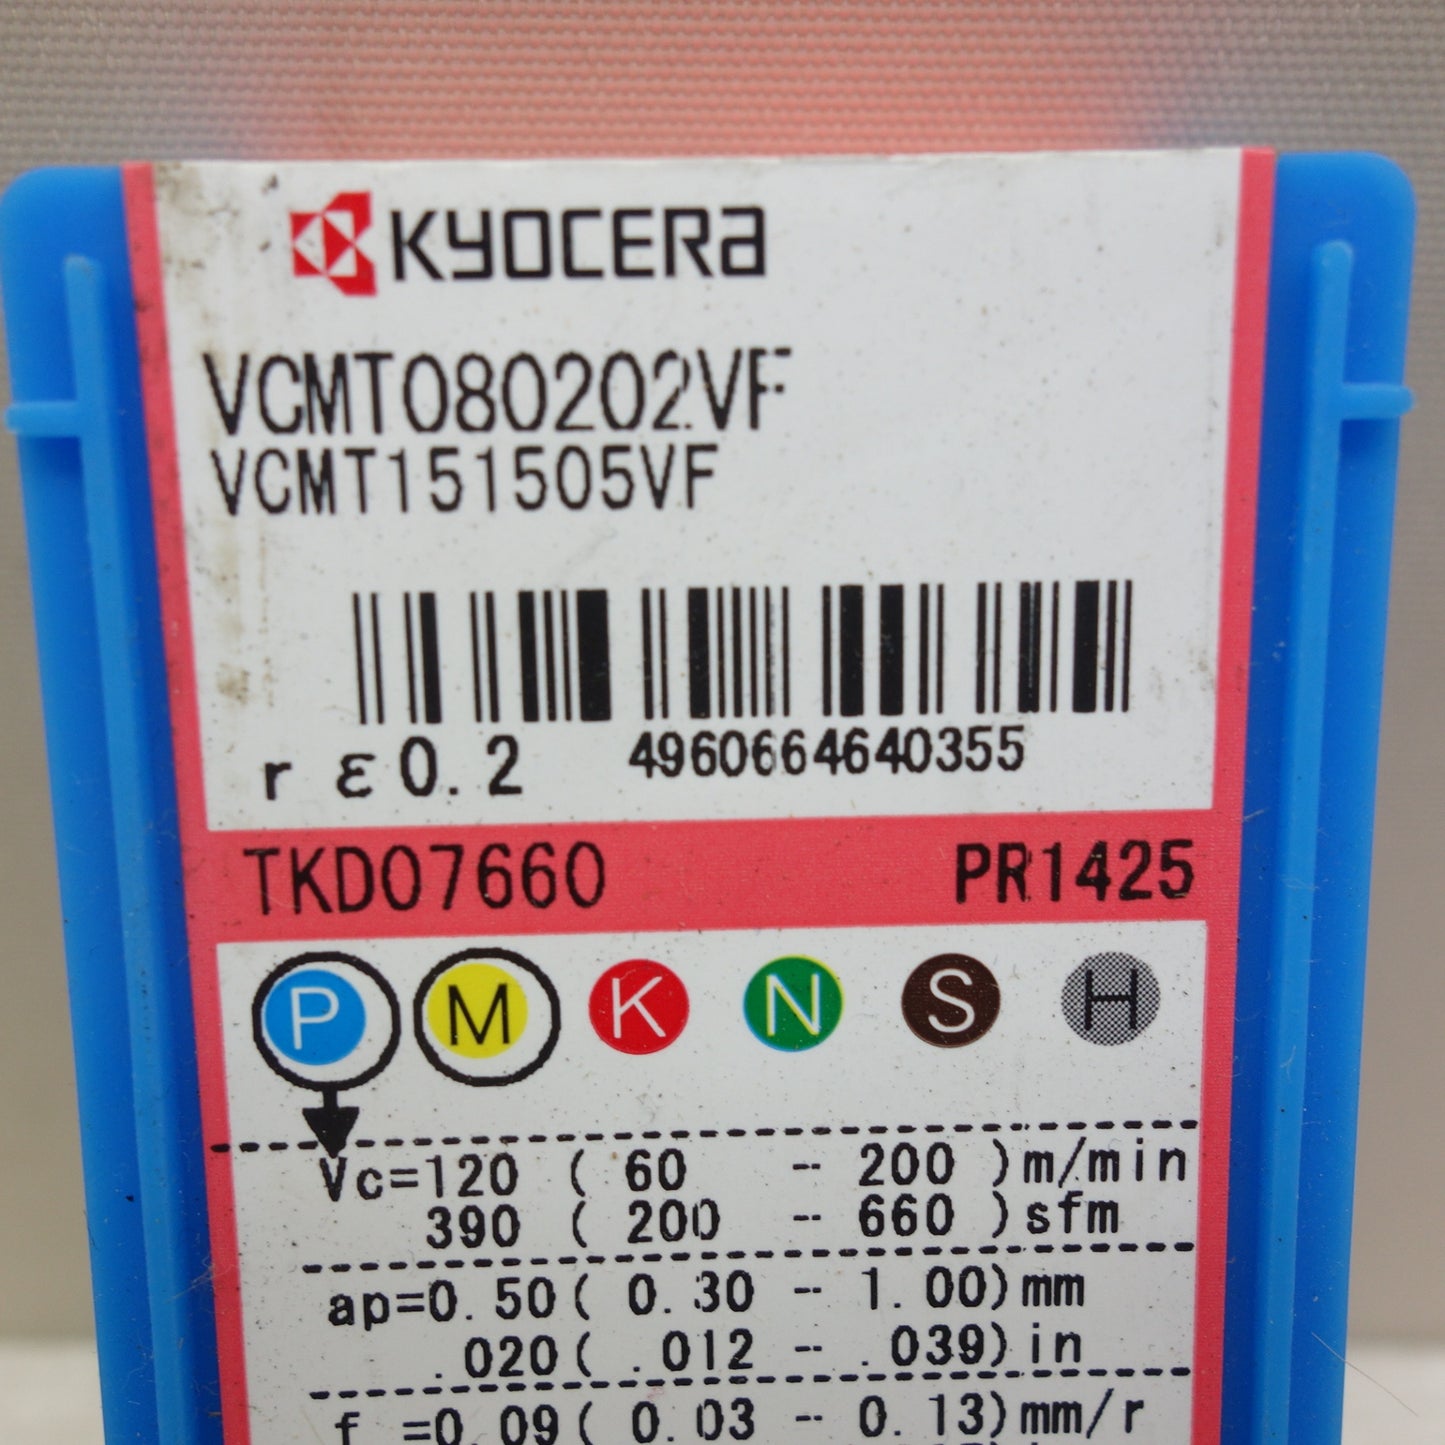 KYOCERA
VCMT080202VF
VCMT151505VF
rε0.2 4960664640355
TKD07660 PR1425
P M K N S H
Vc=120 ( 60 - 200 )m/min
390 ( 200 - 660 )sfm
ap=0.50( 0.30 - 1.00)mm
.020( .012 - .039)in
f =0.09( 0.03 - 0.13)mm/r